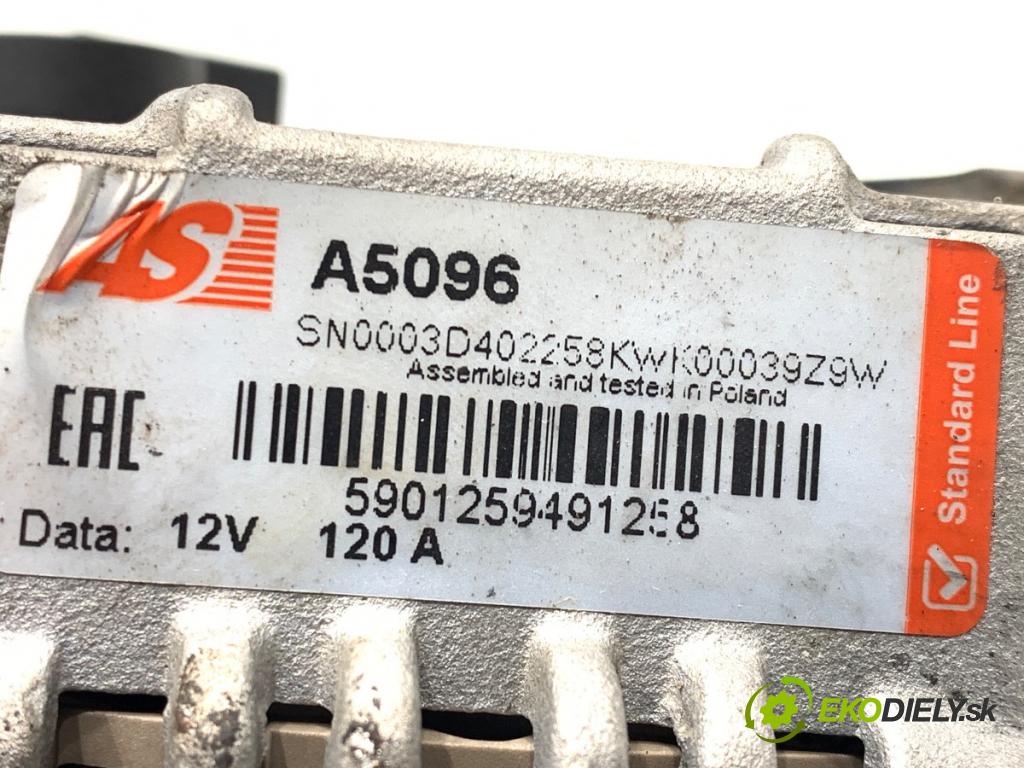 AS
A5096
SN0003D402258KWK00039Z9W
Assembled and tested in Poland
EAC
5901259491258
Data: 12V 120 A
Standard Line
EKODIELY.sk